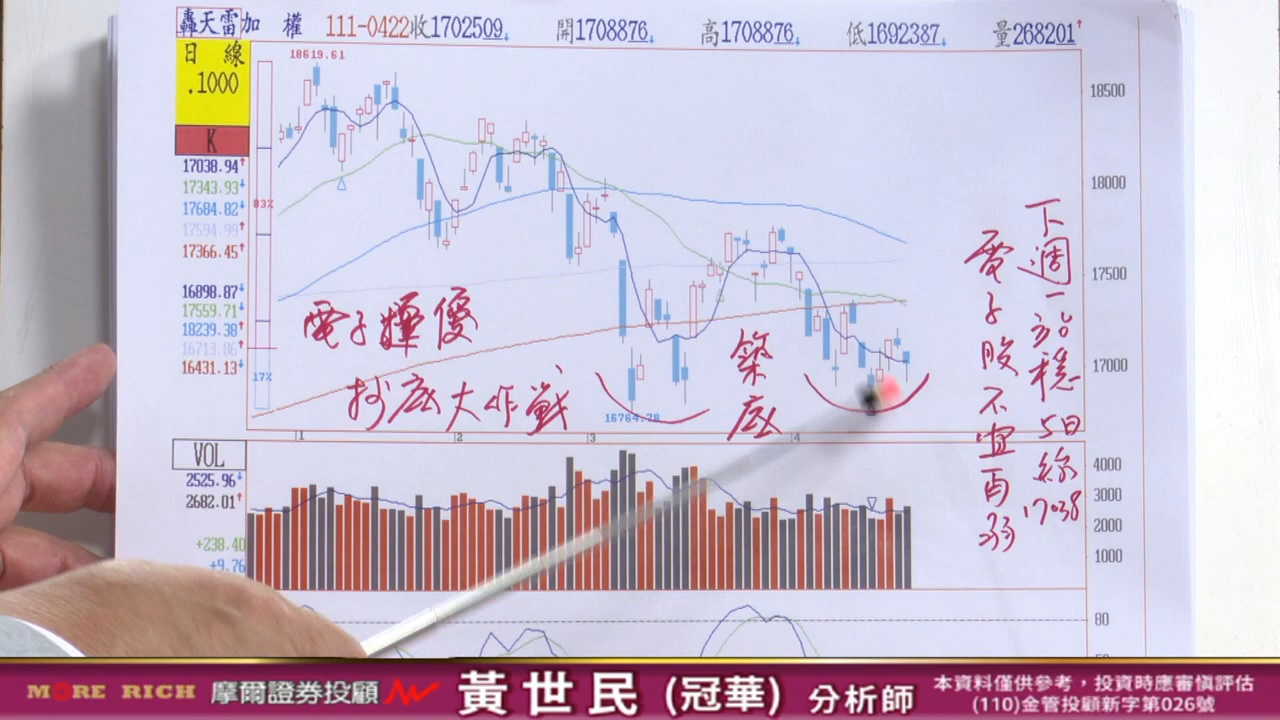 轟天雷加 權 111-0422收1702509↓ 開1708876↓ 高1708876↓ 低1692387↓ 量268201↑
日 線
.1000
K
17038.94↑
17343.93↓
17684.82↓
17594.99↑
17366.45↑
16898.87↓
17559.71↓
18239.38↑
16713.86↑
16431.13↓
83%
17%
18619.61
16764.78
18500
18000
17500
17000
1
2
3
4
電子
優
抄底大作戰
築底
下週一站穩5日線17038
電子股不宜再弱
VOL
2525.96↓
2682.01↑
+238.40
+9.76
4000
3000
2000
1000
80
MORE RICH 摩爾證券投顧 黃世民(冠華) 分析師
本資料僅供參考，投資時應審慎評估
(110)金管投顧新字第026號